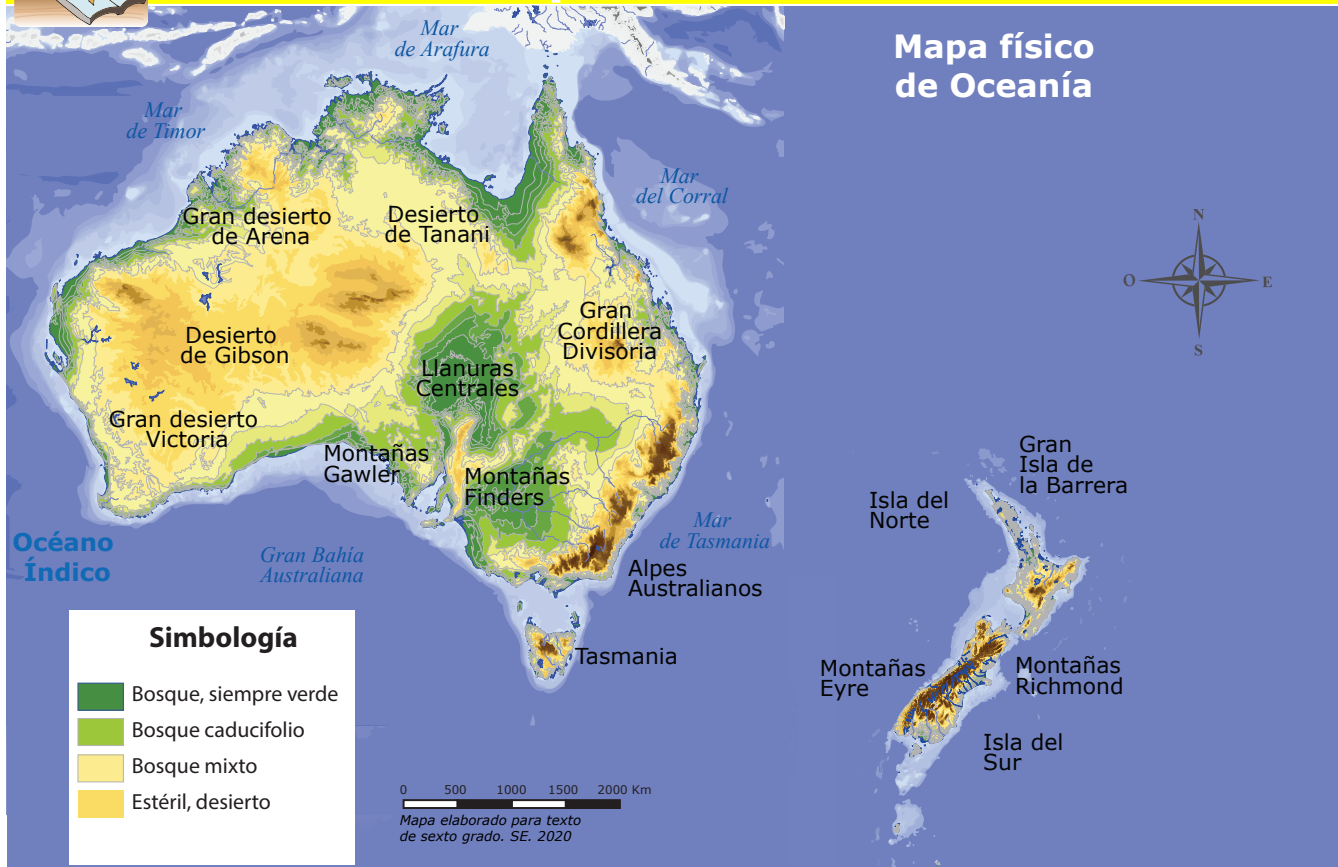 Mapa físico
de Oceanía
Mar
de Arafura
Mar
de Timor
Mar
del Corral
Gran desierto
de Arena
Desierto
de Tanani
N
O
E
S
Desierto
de Gibson
Gran
Cordillera
Divisoria
Llanuras
Centrales
Gran desierto
Victoria
Montañas
Gawler
Montañas
Finders
Gran
Isla de
la Barrera
Isla del
Norte
Océano
Índico
Gran Bahía
Australiana
Mar
de Tasmania
Alpes
Australianos
Tasmania
Montañas
Eyre
Montañas
Richmond
Isla del
Sur
Simbología
Bosque, siempre verde
Bosque caducifolio
Bosque mixto
Estéril, desierto
0 500 1000 1500 2000 Km
Mapa elaborado para texto
de sexto grado. SE. 2020